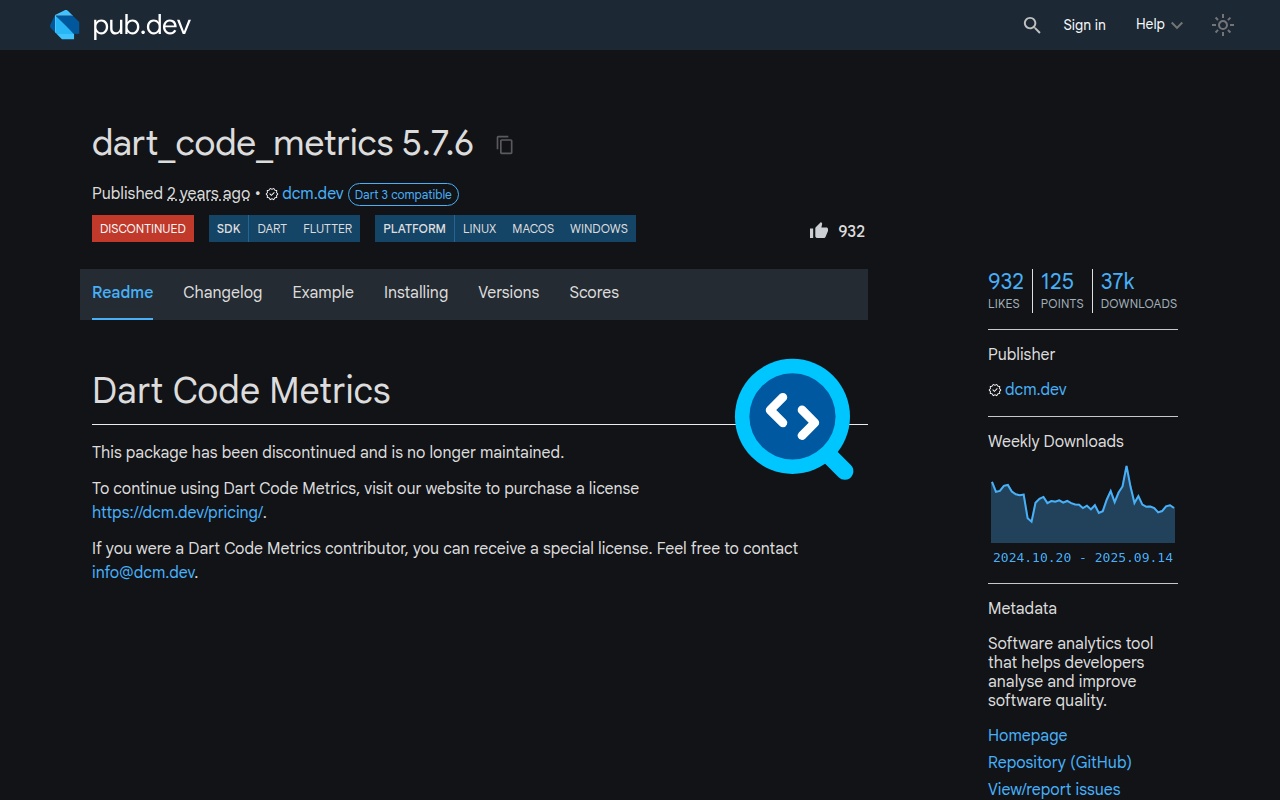 pub.dev
Sign in
Help
dart_code_metrics 5.7.6
Published 2 years ago • dcm.dev Dart 3 compatible
DISCONTINUED SDK DART FLUTTER PLATFORM LINUX MACOS WINDOWS
932
Readme Changelog Example Installing Versions Scores
Dart Code Metrics
This package has been discontinued and is no longer maintained.
To continue using Dart Code Metrics, visit our website to purchase a license
https://dcm.dev/pricing/.
If you were a Dart Code Metrics contributor, you can receive a special license. Feel free to contact
info@dcm.dev.
932 125 37k
LIKES POINTS DOWNLOADS
Publisher
dcm.dev
Weekly Downloads
2024.10.20 - 2025.09.14
Metadata
Software analytics tool
that helps developers
analyse and improve
software quality.
Homepage
Repository (GitHub)
View/report issues